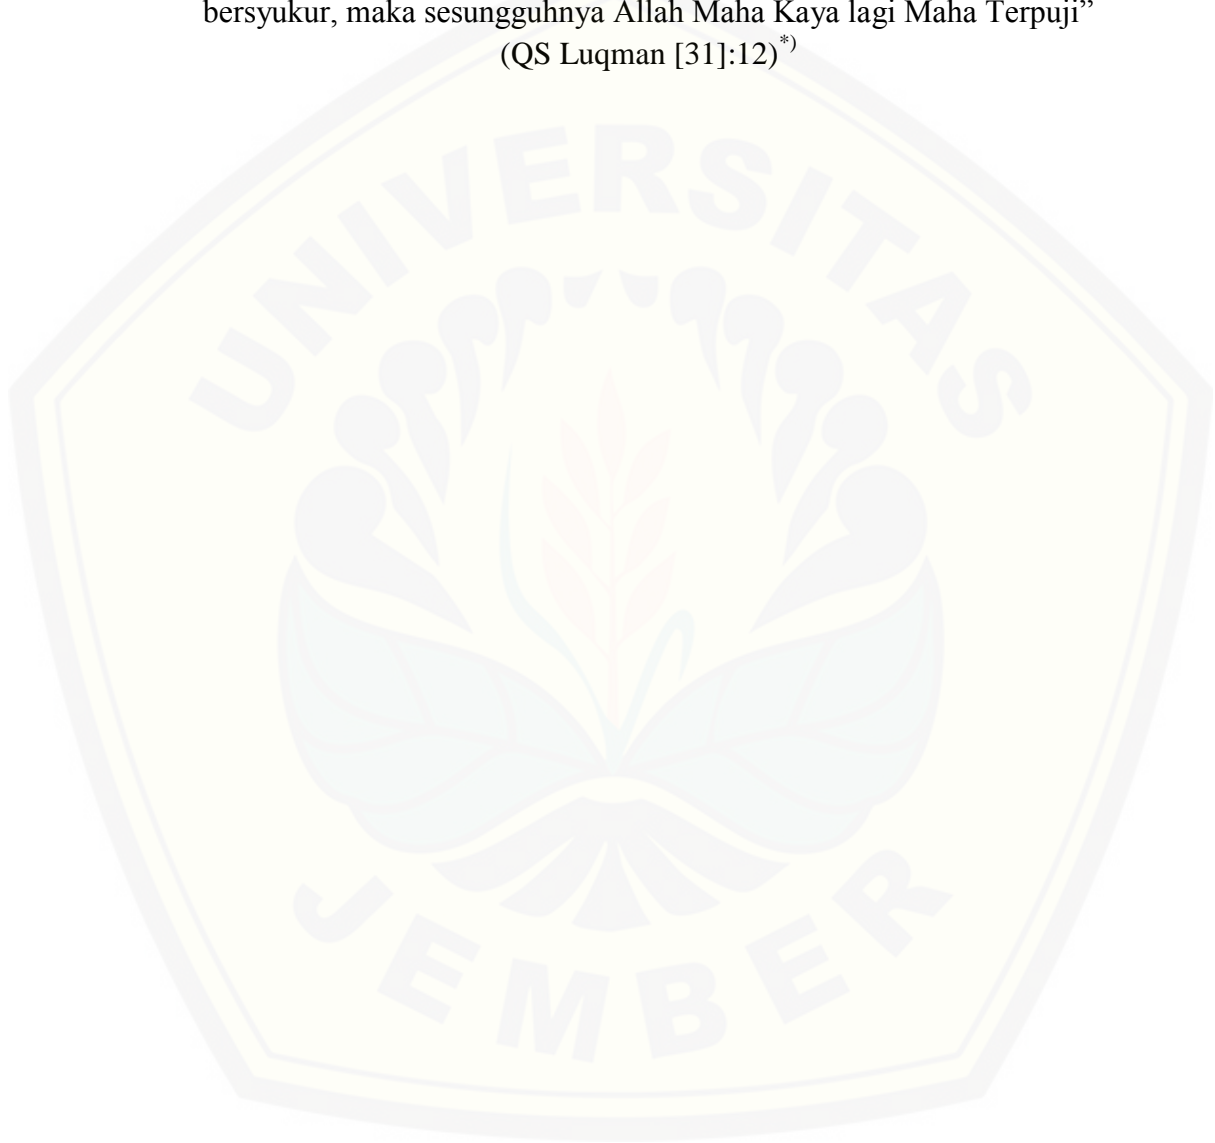 bersyukur, maka sesungguhnya Allah Maha Kaya lagi Maha Terpuji”
(QS Luqman [31]:12)*)
UNIVERSITAS
JEMBER